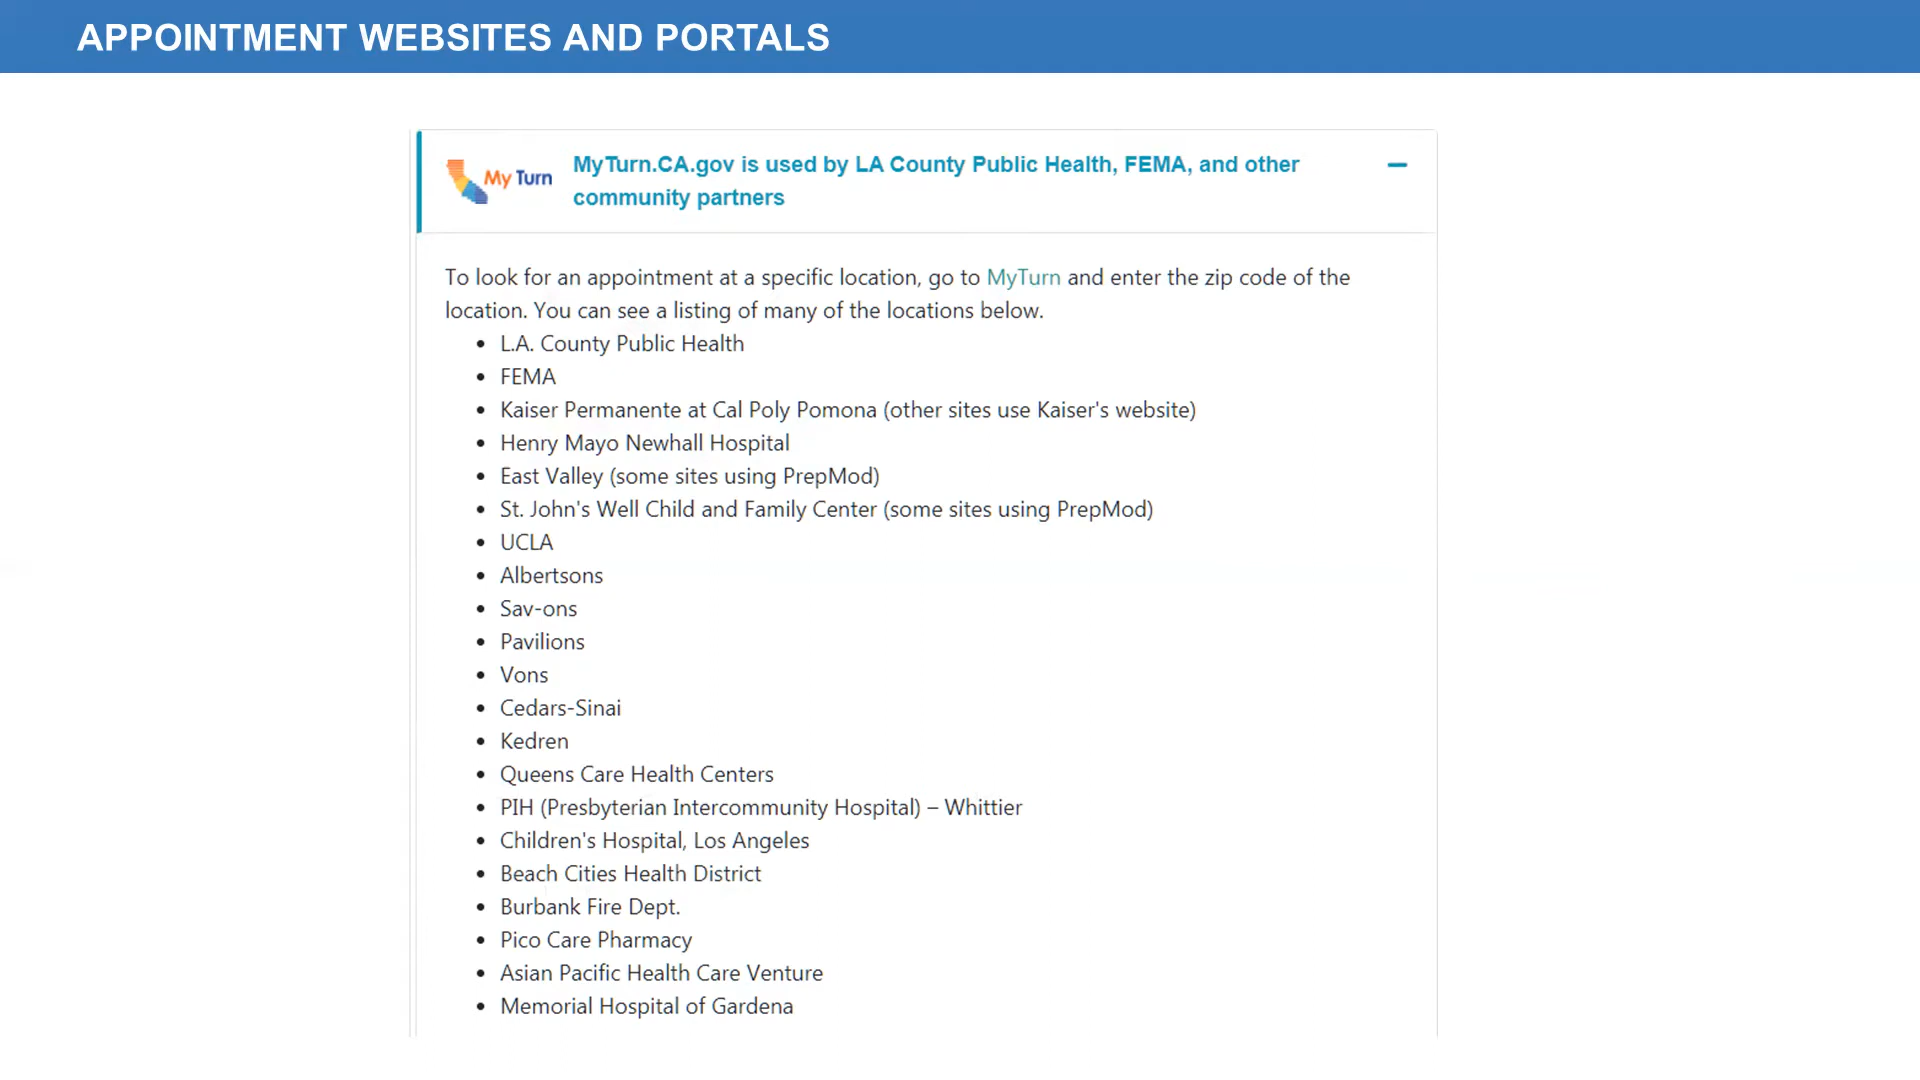 APPOINTMENT WEBSITES AND PORTALS
My Turn
MyTurn.CA.gov is used by LA County Public Health, FEMA, and other
community partners
To look for an appointment at a specific location, go to MyTurn and enter the zip code of the
location. You can see a listing of many of the locations below.
• L.A. County Public Health
• FEMA
• Kaiser Permanente at Cal Poly Pomona (other sites use Kaiser's website)
• Henry Mayo Newhall Hospital
• East Valley (some sites using PrepMod)
• St. John's Well Child and Family Center (some sites using PrepMod)
• UCLA
• Albertsons
• Sav-ons
• Pavilions
• Vons
• Cedars-Sinai
• Kedren
• Queens Care Health Centers
• PIH (Presbyterian Intercommunity Hospital) – Whittier
• Children's Hospital, Los Angeles
• Beach Cities Health District
• Burbank Fire Dept.
• Pico Care Pharmacy
• Asian Pacific Health Care Venture
• Memorial Hospital of Gardena